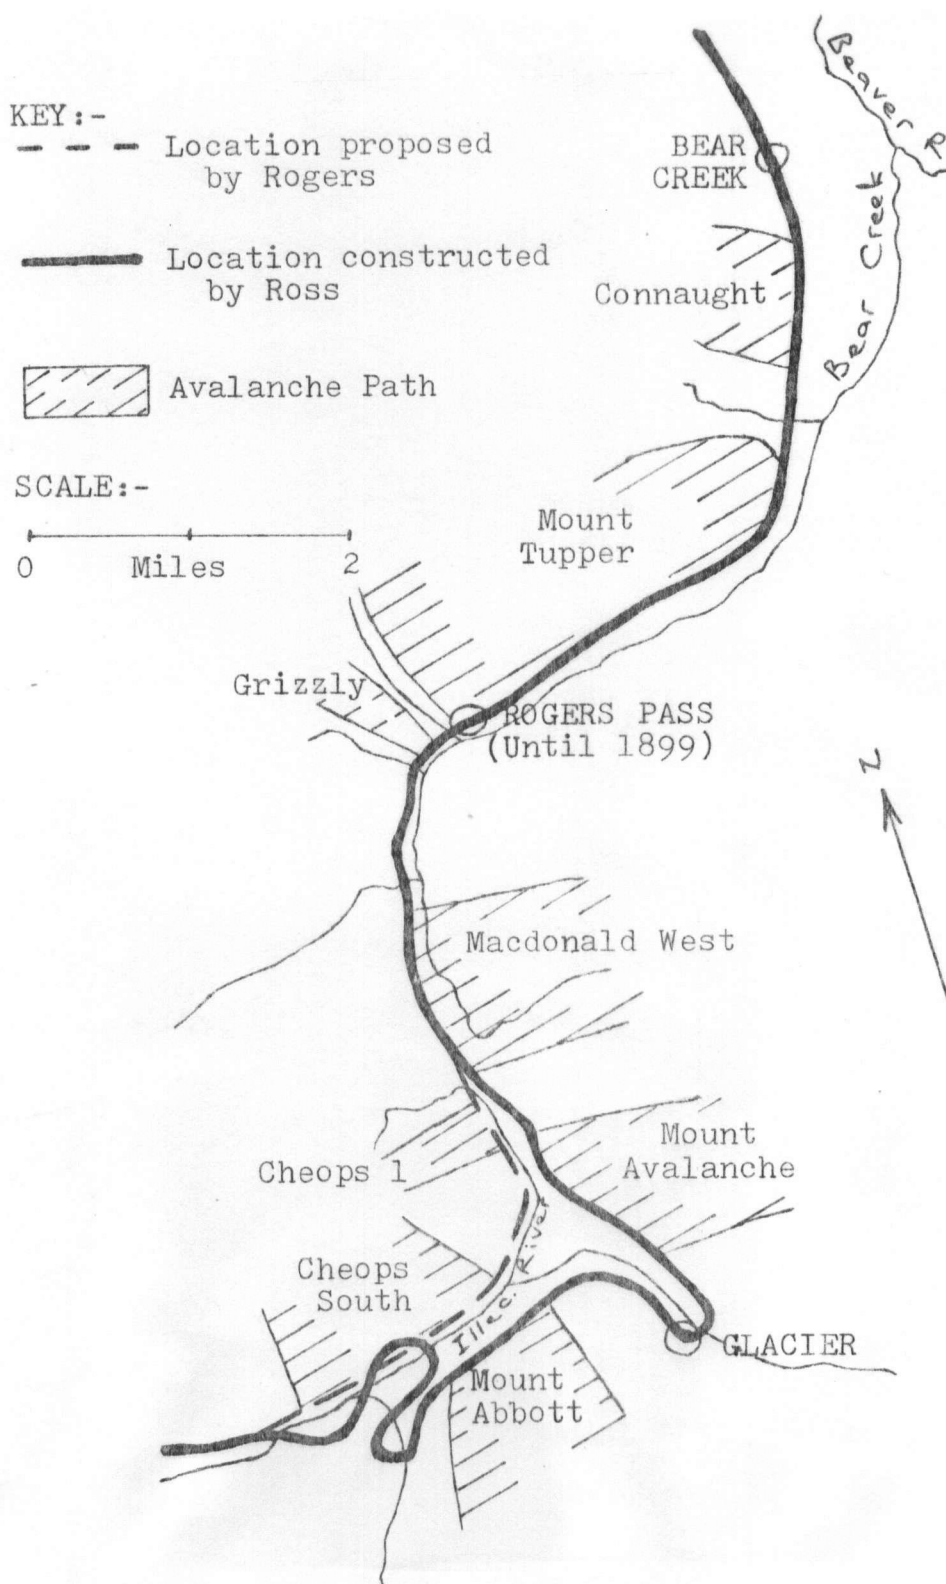 KEY:-
Location proposed
by Rogers
Location constructed
by Ross
Avalanche Path
SCALE:-
0 Miles 2
Beaver R
BEAR
CREEK
Bear Creek
Connaught
Mount
Tupper
Grizzly
ROGERS PASS
(Until 1899)
N
Macdonald West
Mount
Avalanche
Cheops 1
Cheops
South
Illec. River
GLACIER
Mount
Abbott